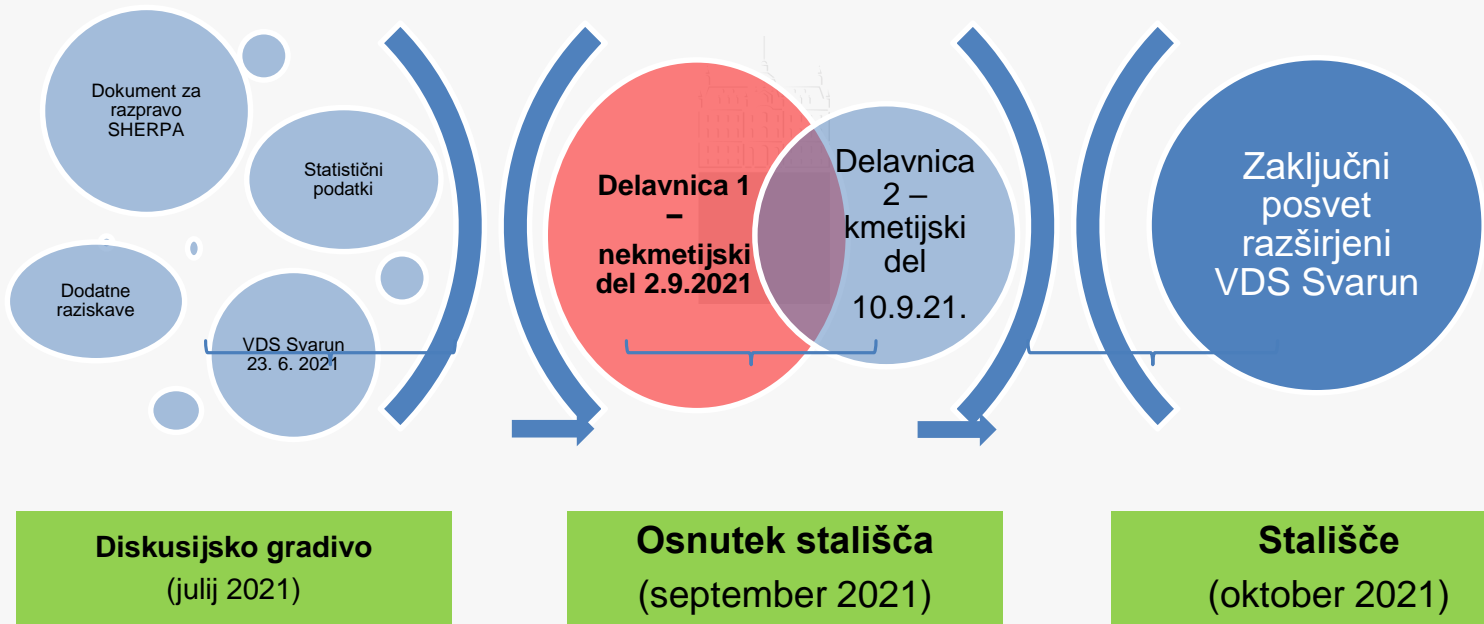 Dokument za
razpravo
SHERPA
Statistični
podatki
Dodatne
raziskave
VDS Svarun
23. 6. 2021
Delavnica 1
–
nekmetijski
del 2.9.2021
Delavnica
2 –
kmetijski
del
10.9.21.
Zaključni
posvet
razširjeni
VDS Svarun
Diskusijsko gradivo
(julij 2021)
Osnutek stališča
(september 2021)
Stališče
(oktober 2021)